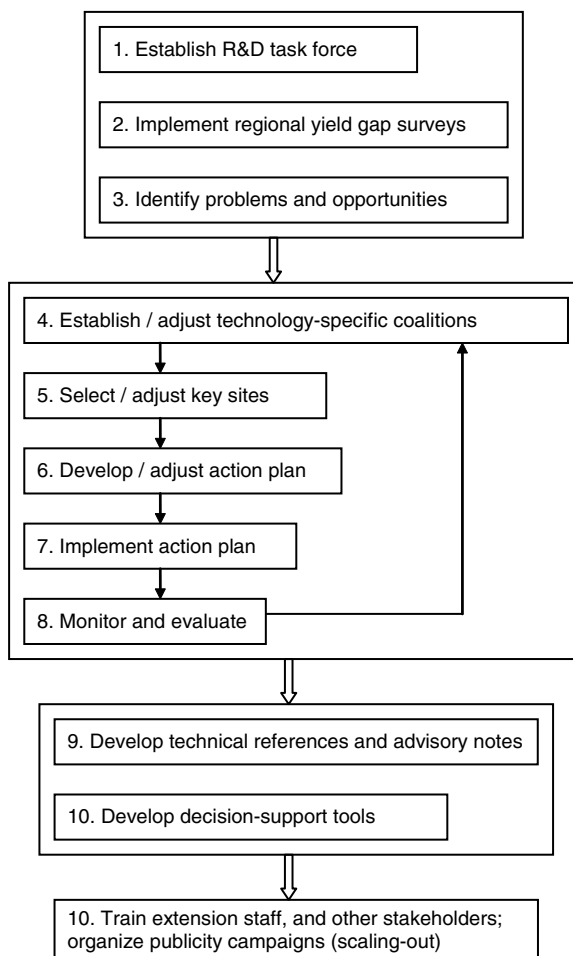 1. Establish R&D task force
2. Implement regional yield gap surveys
3. Identify problems and opportunities
4. Establish / adjust technology-specific coalitions
5. Select / adjust key sites
6. Develop / adjust action plan
7. Implement action plan
8. Monitor and evaluate
9. Develop technical references and advisory notes
10. Develop decision-support tools
10. Train extension staff, and other stakeholders;
organize publicity campaigns (scaling-out)